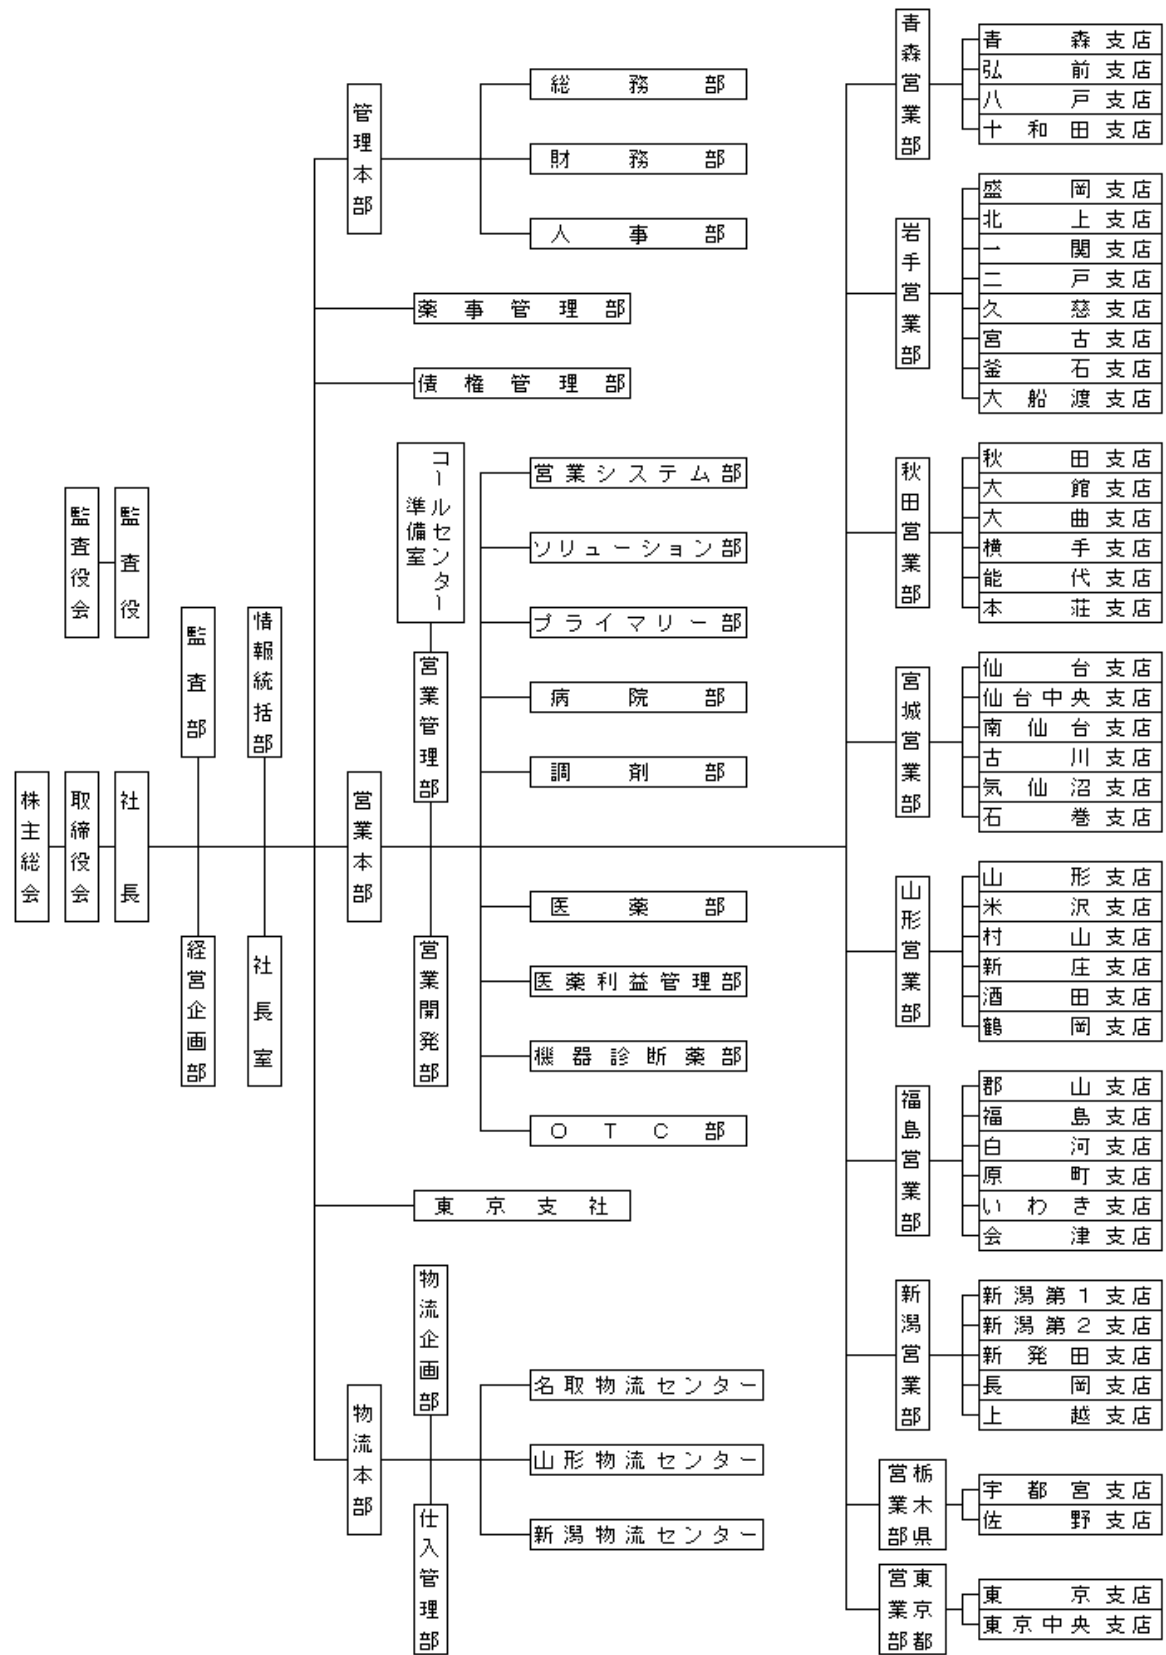 株主総会
取締役会
社長
監査役会
監査役
監査部
経営企画部
情報統括部
社長室
管理本部
総務部
財務部
人事部
薬事管理部
債権管理部
営業本部
コールセンター
準備室
営業管理部
営業開発部
営業システム部
ソリューション部
プライマリー部
病院部
調剤部
医薬部
医薬利益管理部
機器診断薬部
OTC部
東京支社
物流本部
物流企画部
仕入管理部
名取物流センター
山形物流センター
新潟物流センター
青森営業部
青森支店
弘前支店
八戸支店
十和田支店
岩手営業部
盛岡支店
北上支店
一関支店
二戸支店
久慈支店
宮古支店
釜石支店
大船渡支店
秋田営業部
秋田支店
大館支店
大曲支店
横手支店
能代支店
本荘支店
宮城営業部
仙台支店
仙台中央支店
南仙台支店
古川支店
気仙沼支店
石巻支店
山形営業部
山形支店
米沢支店
村山支店
新庄支店
酒田支店
鶴岡支店
福島営業部
郡山支店
福島支店
白河支店
原町支店
いわき支店
会津支店
新潟営業部
新潟第1支店
新潟第2支店
新発田支店
長岡支店
上越支店
栃木県
営業部
宇都宮支店
佐野支店
東京都
営業部
東京支店
東京中央支店